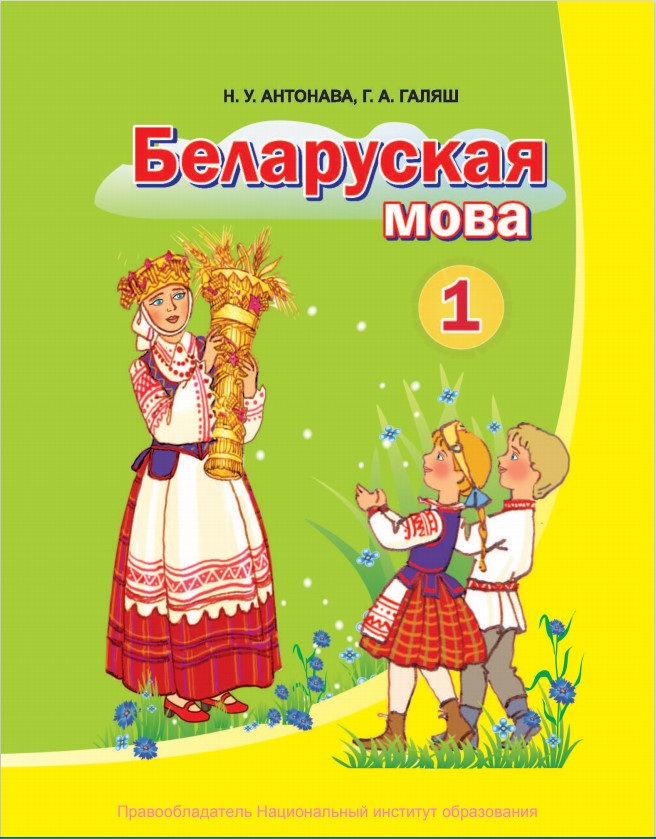 Н. У. АНТОНАВА, Г. А. ГАЛЯШ
Беларуская
мова
1
Правообладатель Национальный институт образования